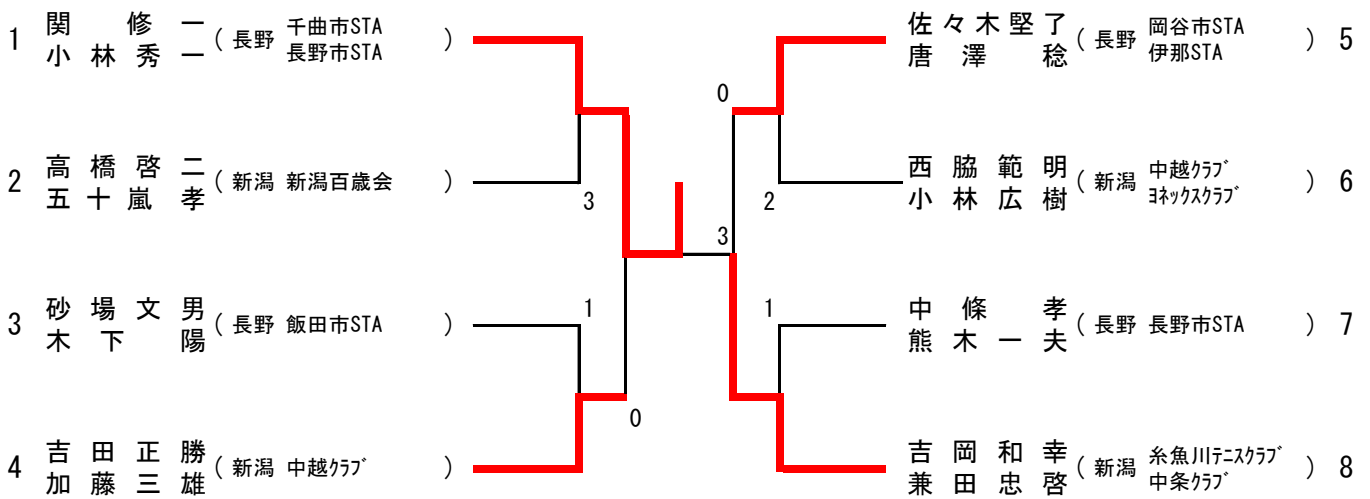 1 関 修 一 ( 長野 千曲市STA )
小 林 秀 一 長野市STA
2 高 橋 啓 二 ( 新潟 新潟百歳会 )
五 十 嵐 孝
3 砂 場 文 男 ( 長野 飯田市STA )
木 下 陽
4 吉 田 正 勝 ( 新潟 中越ｸﾗﾌﾞ )
加 藤 三 雄
3
1
0
0
2
3
1
佐 々 木 堅 了 ( 長野 岡谷市STA ) 5
唐 澤 稔 伊那STA
西 脇 範 明 ( 新潟 中越ｸﾗﾌﾞ ) 6
小 林 広 樹 ﾖﾈｯｸｽｸﾗﾌﾞ
中 條 孝 ( 長野 長野市STA ) 7
熊 木 一 夫
吉 岡 和 幸 ( 新潟 糸魚川ﾃﾆｽｸﾗﾌﾞ ) 8
兼 田 忠 啓 中条ｸﾗﾌﾞ